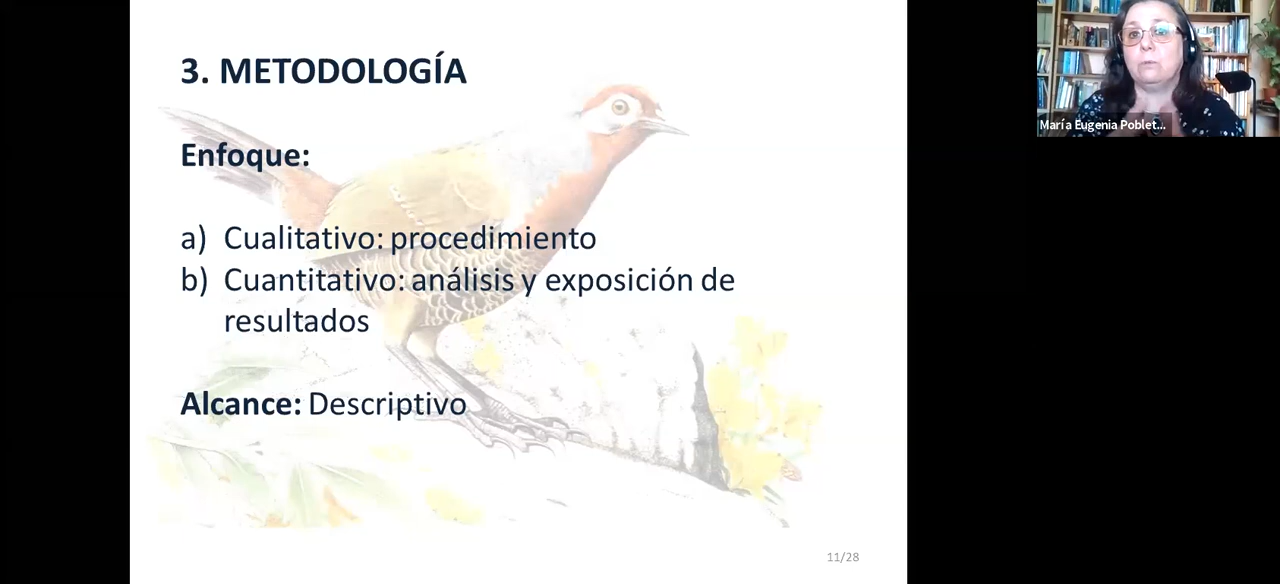 3. METODOLOGÍA
Enfoque:
a) Cualitativo: procedimiento
b) Cuantitativo: análisis y exposición de
resultados
Alcance: Descriptivo
11/28
María Eugenia Poblet...